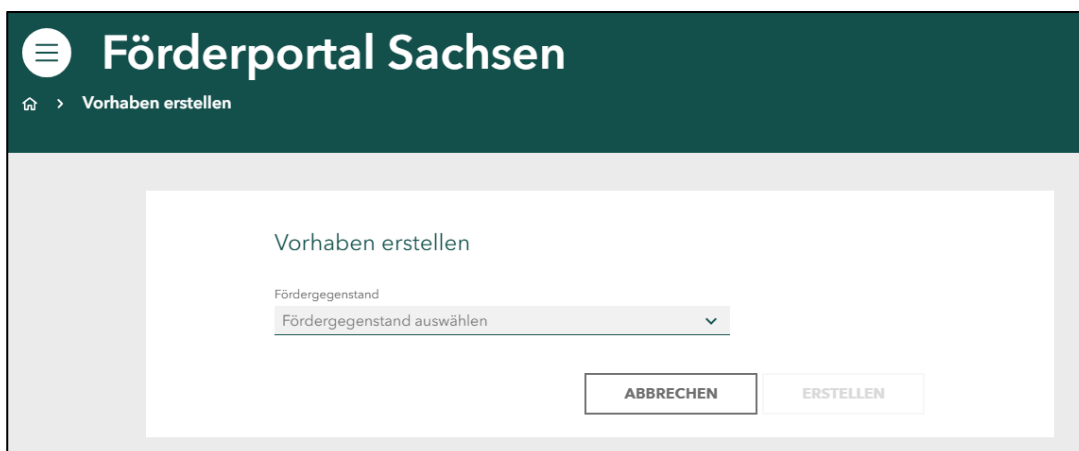 Förderportal Sachsen
Vorhaben erstellen
Vorhaben erstellen
Fördergegenstand
Fördergegenstand auswählen
ABBRECHEN ERSTELLEN